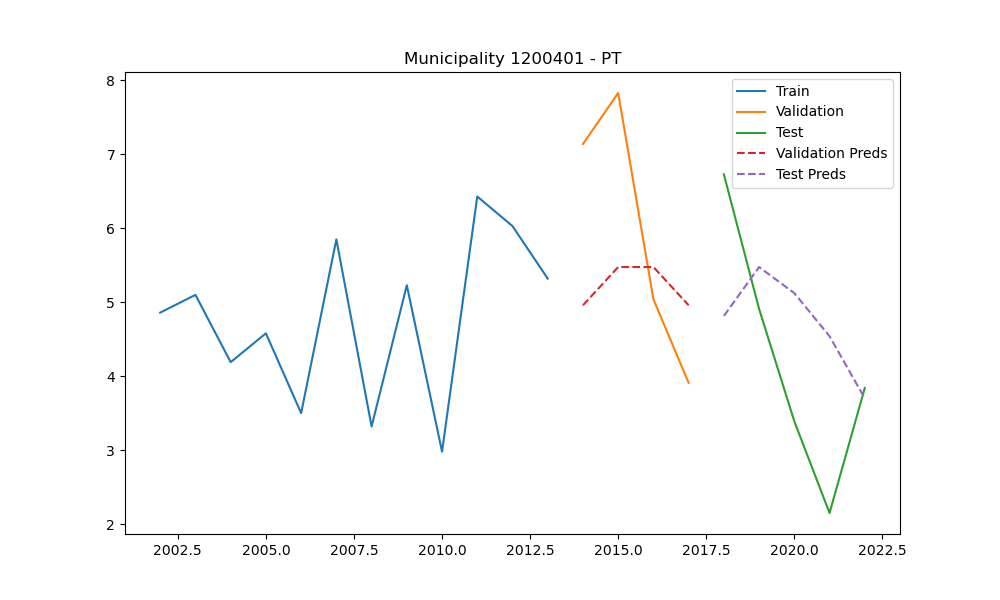 Municipality 1200401 - PT
Train
Validation
Test
Validation Preds
Test Preds
8
7
6
5
4
3
2
2002.5 2005.0 2007.5 2010.0 2012.5 2015.0 2017.5 2020.0 2022.5